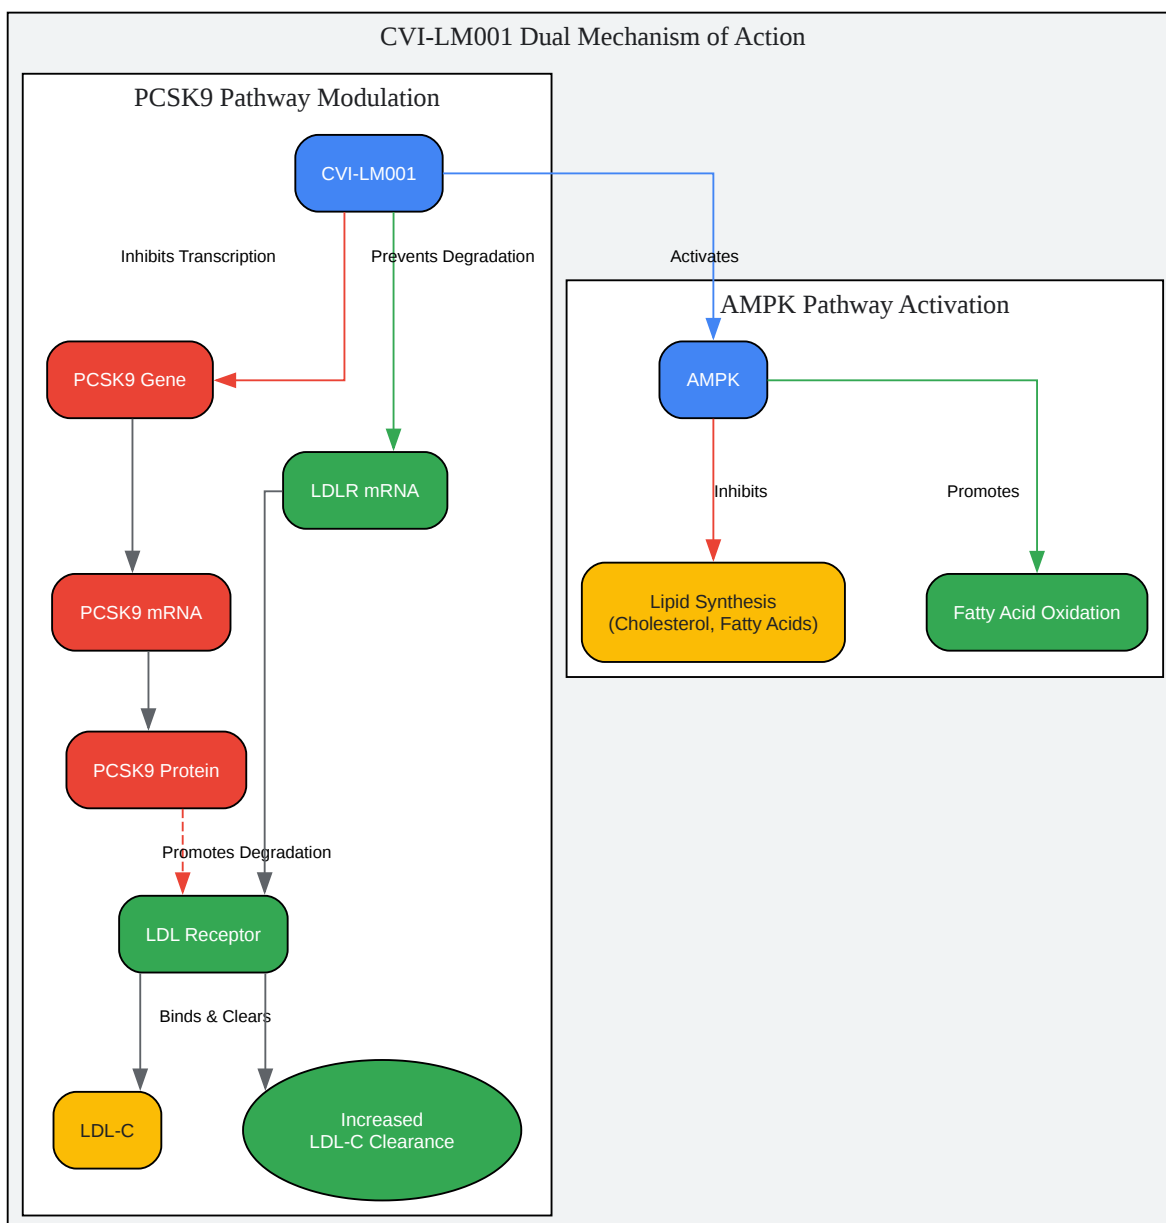 CVI-LM001 Dual Mechanism of Action
PCSK9 Pathway Modulation
CVI-LM001
Inhibits Transcription
Prevents Degradation
Activates
AMPK Pathway Activation
PCSK9 Gene
AMPK
LDLR mRNA
Inhibits
Promotes
PCSK9 mRNA
Lipid Synthesis
(Cholesterol, Fatty Acids)
Fatty Acid Oxidation
PCSK9 Protein
Promotes Degradation
LDL Receptor
Binds & Clears
LDL-C
Increased
LDL-C Clearance